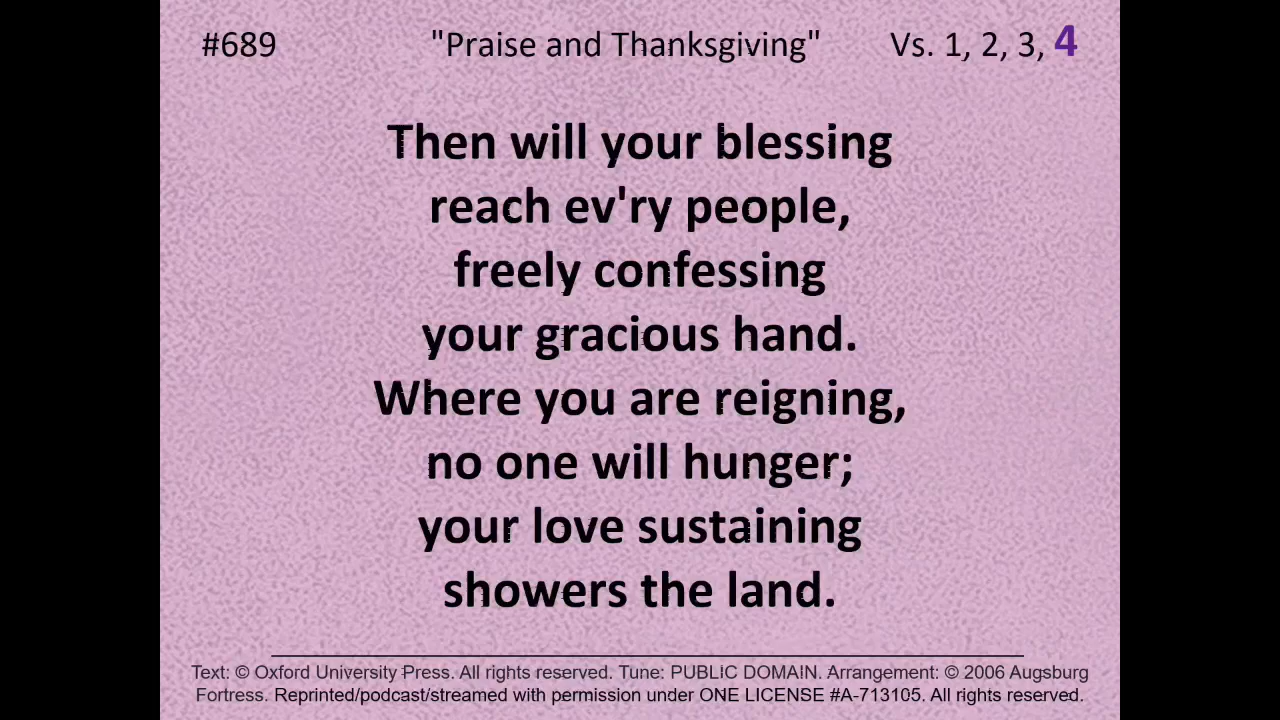 #689 "Praise and Thanksgiving" Vs. 1, 2, 3, 4
Then will your blessing
reach ev'ry people,
freely confessing
your gracious hand.
Where you are reigning,
no one will hunger;
your love sustaining
showers the land.
Text: © Oxford University Press. All rights reserved. Tune: PUBLIC DOMAIN. Arrangement: © 2006 Augsburg
Fortress. Reprinted/podcast/streamed with permission under ONE LICENSE #A-713105. All rights reserved.